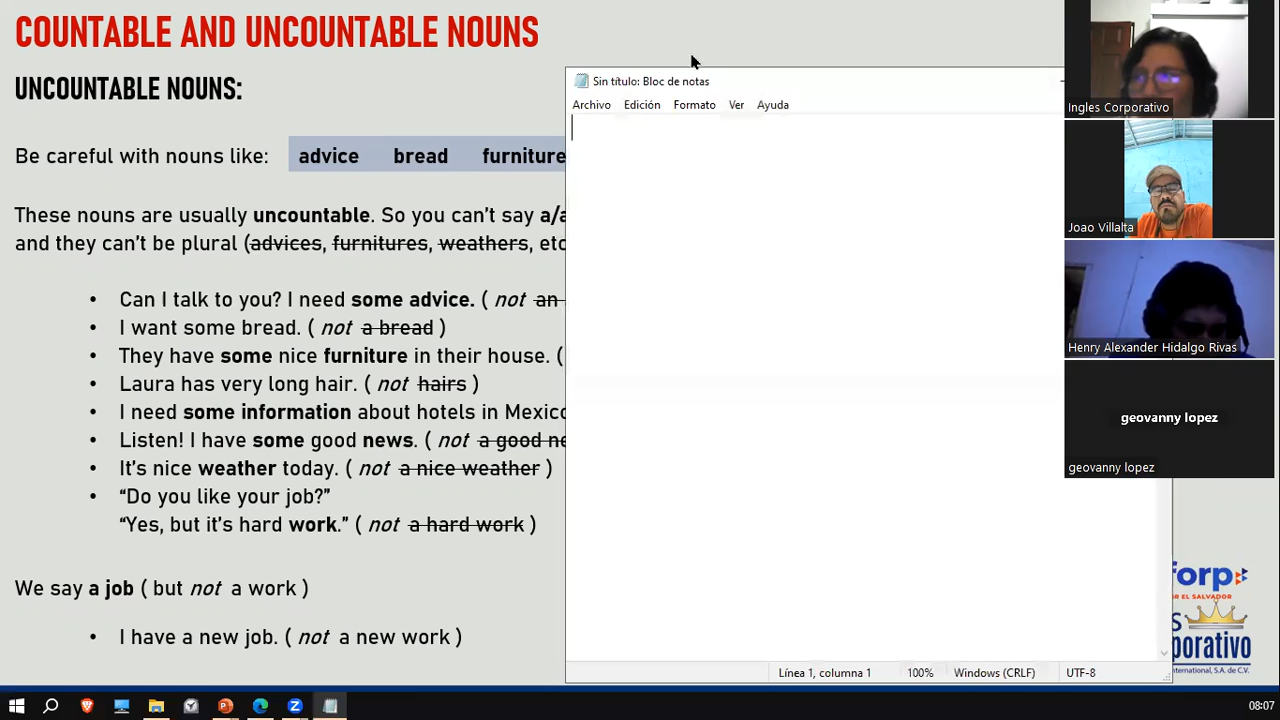 COUNTABLE AND UNCOUNTABLE NOUNS
UNCOUNTABLE NOUNS:
Be careful with nouns like: advice bread furniture
These nouns are usually uncountable. So you can't say a/a
and they can't be plural (advices, furnitures, weathers, etc
• Can I talk to you? I need some advice. ( not an
• I want some bread. ( not a bread )
• They have some nice furniture in their house. (
• Laura has very long hair. ( not hairs )
• I need some information about hotels in Mexico
• Listen! I have some good news. ( not a good ne
• It's nice weather today. ( not a nice weather )
• “Do you like your job?”
“Yes, but it's hard work.” ( not a hard work )
We say a job ( but not a work )
• I have a new job. ( not a new work )
Sin título: Bloc de notas
Archivo Edición Formato Ver Ayuda
Línea 1, columna 1 100% Windows (CRLF) UTF-8
Ingles Corporativo
Joao Villalta
Henry Alexander Hidalgo Rivas
geovanny lopez
geovanny lopez
forp
R EL SALVADOR
S
porativo
International, S.A. de C.V.
08:07